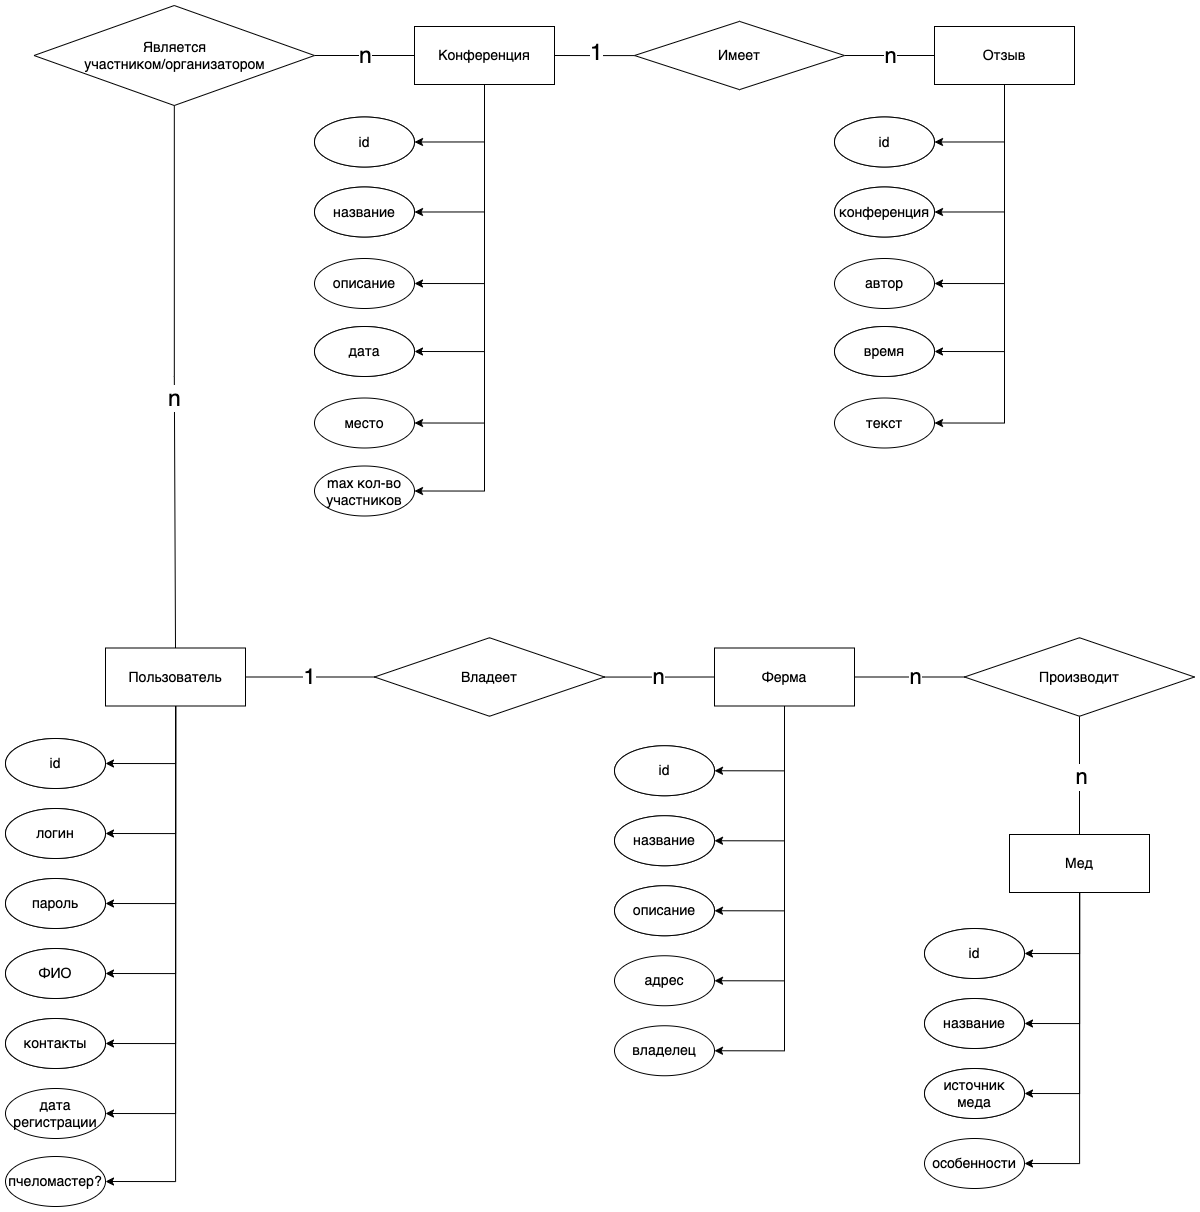 Является
участником/организатором
n
Конференция
1
Имеет
n
Отзыв
id
название
описание
дата
место
max кол-во
участников
id
конференция
автор
время
текст
n
Пользователь
1
Владеет
n
Ферма
n
Производит
n
Мед
id
логин
пароль
ФИО
контакты
дата
регистрации
пчеломастер?
id
название
описание
адрес
владелец
id
название
источник
меда
особенности